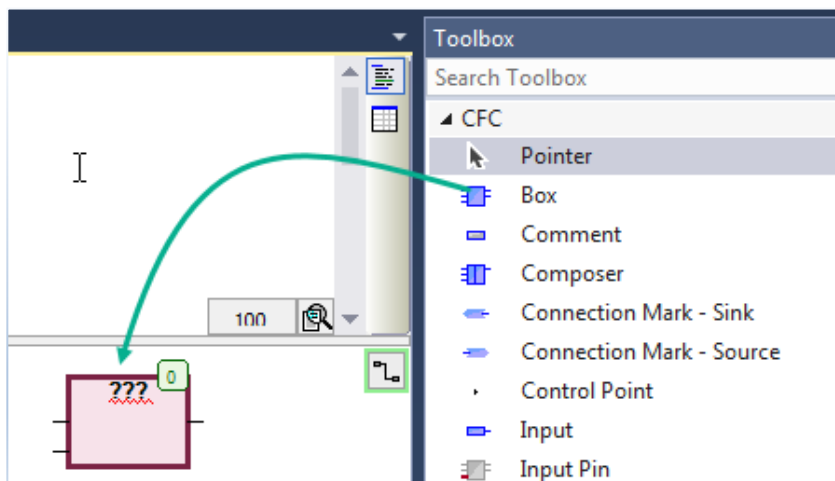 Toolbox
Search Toolbox
CFC
Pointer
Box
Comment
Composer
Connection Mark - Sink
Connection Mark - Source
Control Point
Input
Input Pin
100
???
0